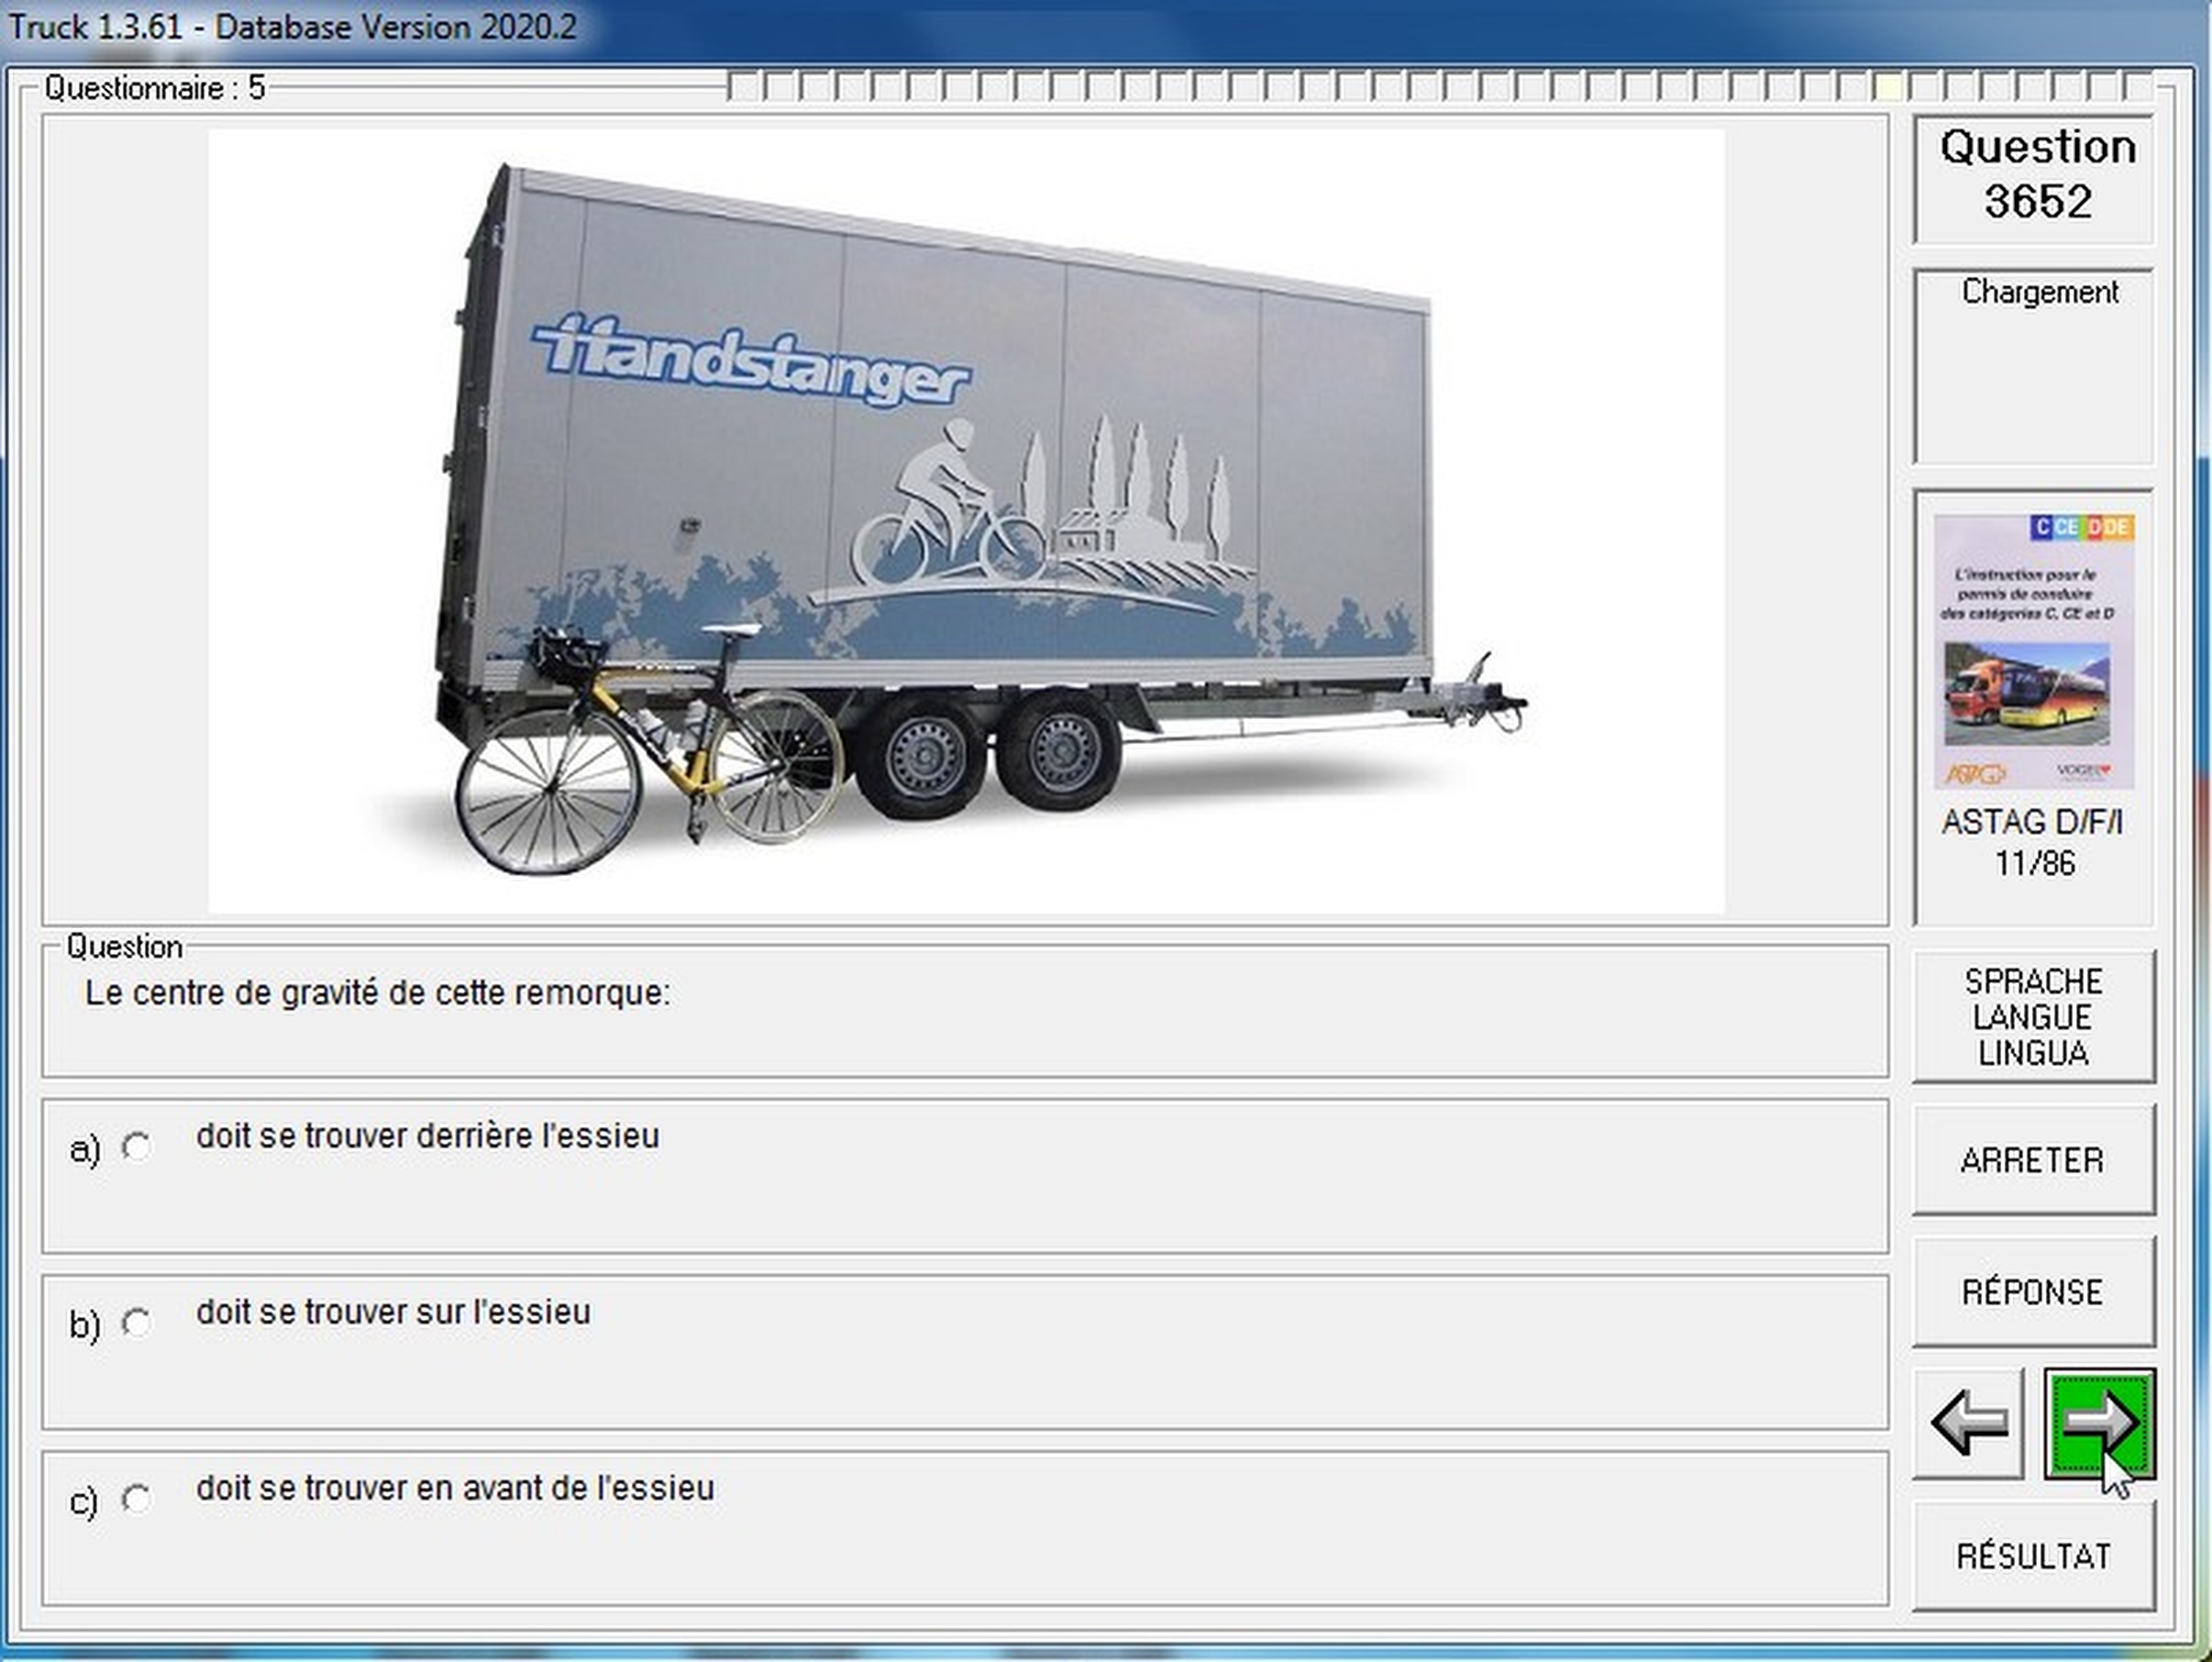 Truck 1.3.61 - Database Version 2020.2
Questionnaire : 5
Handstanger
Question
3652
Chargement
C CE D DE
L'instruction pour le
permis de conduire
des catégories C, CE et D
ASTAG
VOGEL
ASTAG D/F/I
11/86
Question
Le centre de gravité de cette remorque:
a) doit se trouver derrière l'essieu
b) doit se trouver sur l'essieu
c) doit se trouver en avant de l'essieu
SPRACHE
LANGUE
LINGUA
ARRETER
RÉPONSE
RÉSULTAT